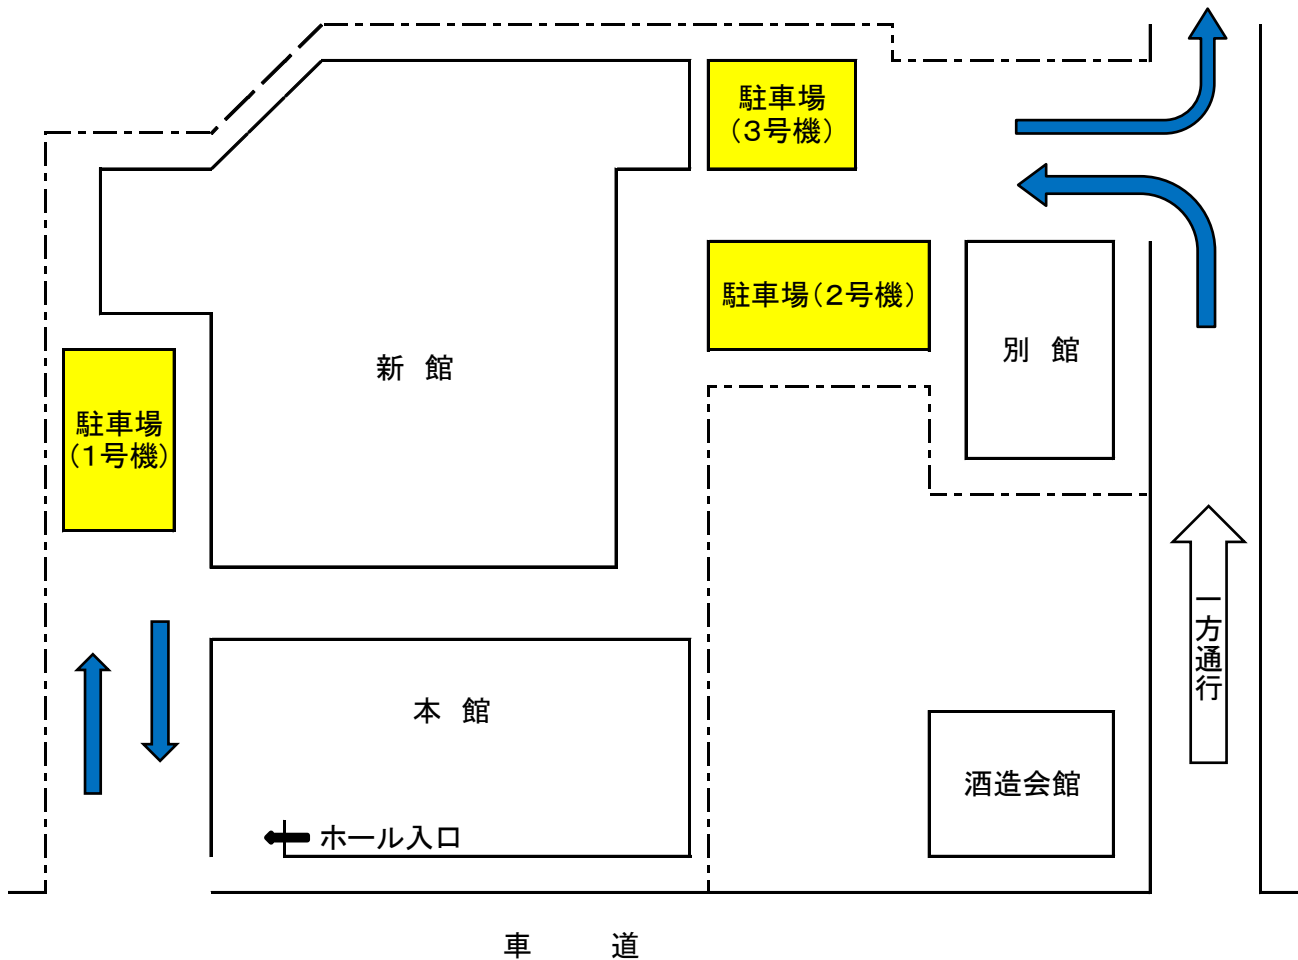 駐車場
(３号機)
駐車場(２号機)
別 館
新 館
駐車場
(１号機)
一方通行
本 館
酒造会館
ホール入口
車 道